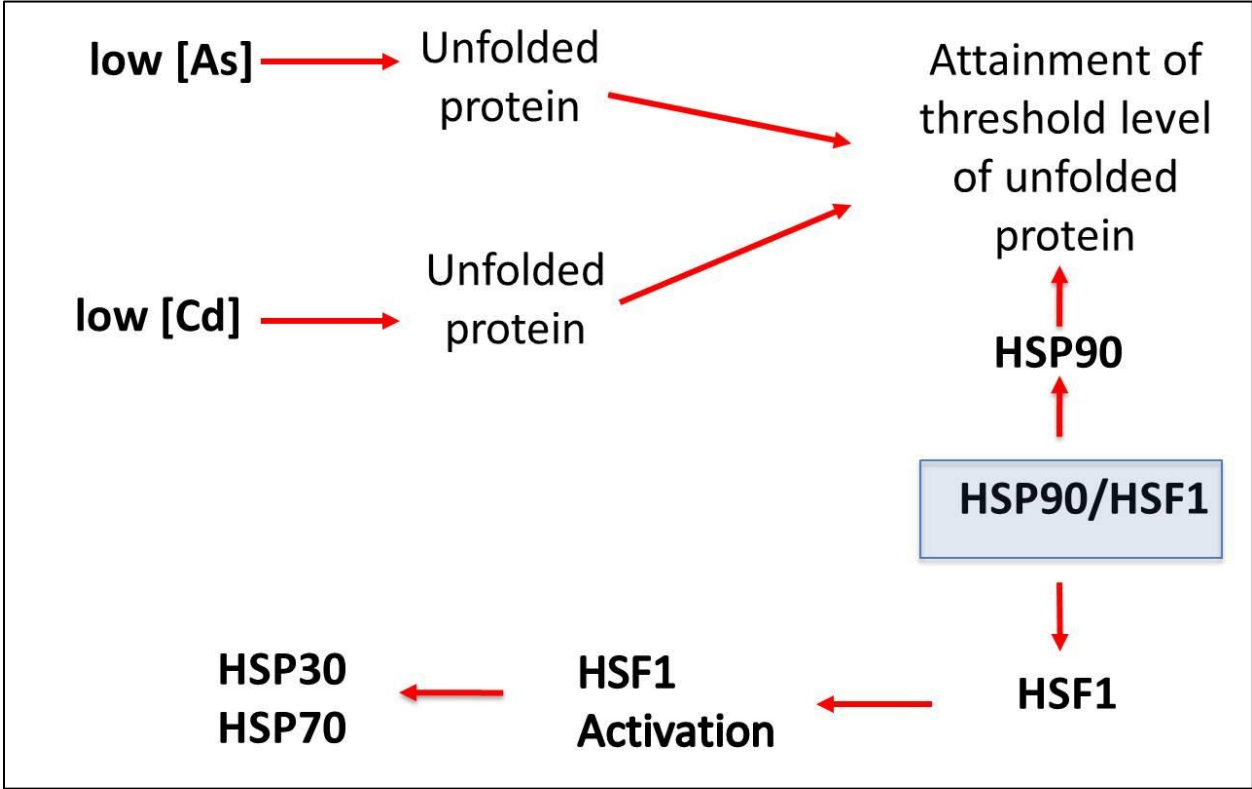 low [As]
Unfolded
protein
Attainment of
threshold level
of unfolded
protein
low [Cd]
Unfolded
protein
HSP90
HSP90/HSF1
HSF1
HSF1
Activation
HSP30
HSP70